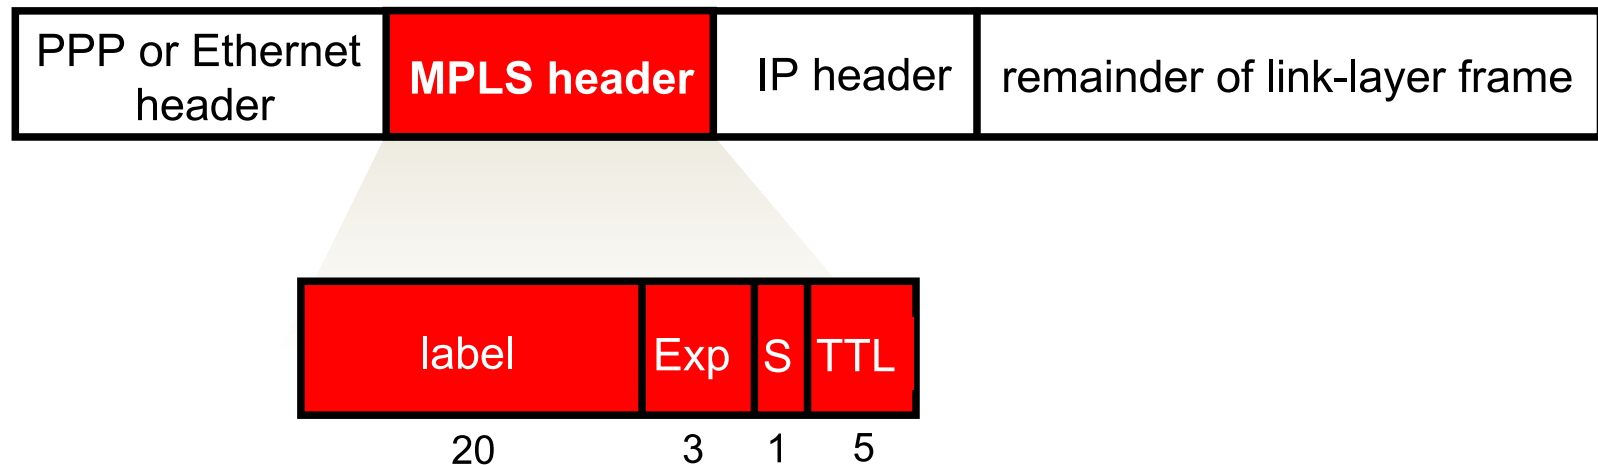 PPP or Ethernet
header
MPLS header
IP header
remainder of link-layer frame
label
Exp
S
TTL
20
3
1
5